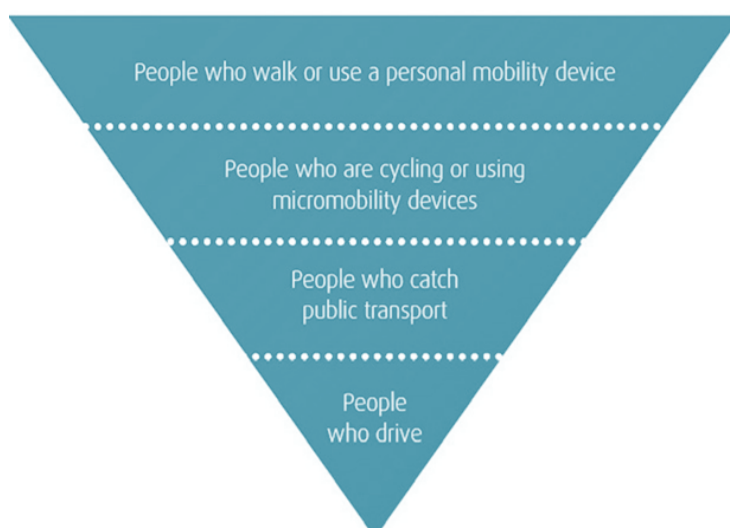 People who walk or use a personal mobility device
People who are cycling or using
micromobility devices
People who catch
public transport
People
who drive